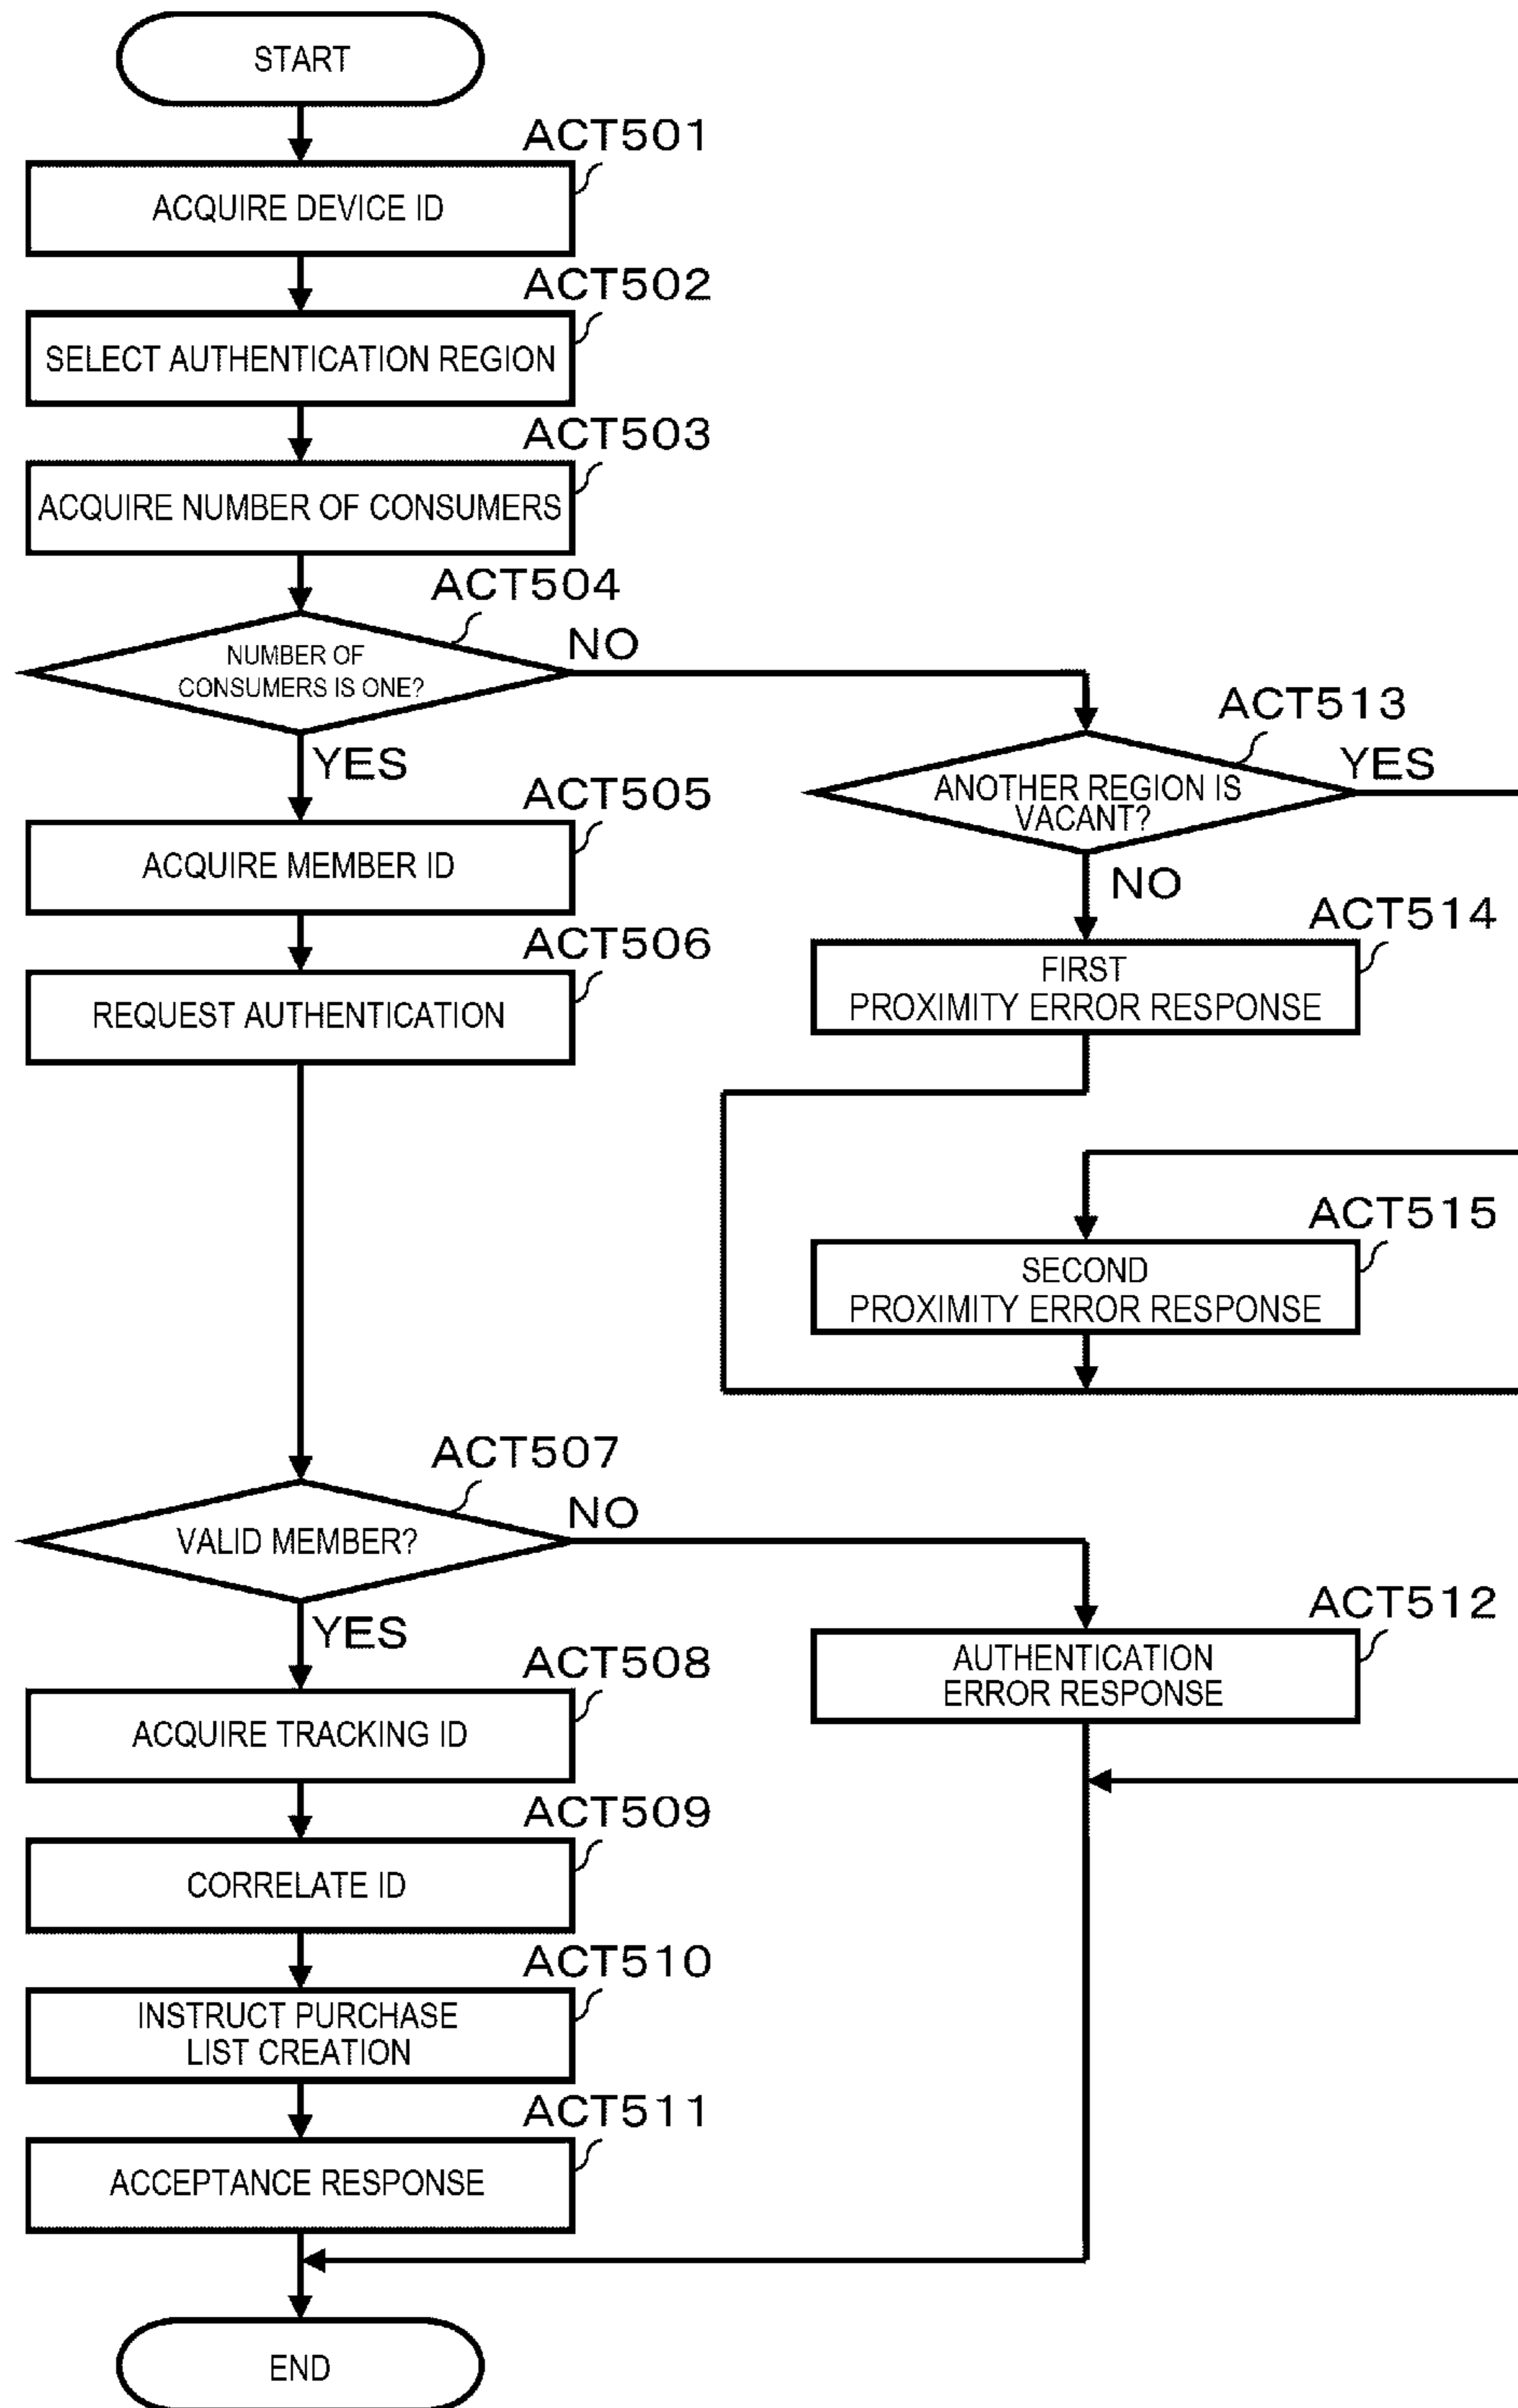 START
ACT501
ACQUIRE DEVICE ID
ACT502
SELECT AUTHENTICATION REGION
ACT503
ACQUIRE NUMBER OF CONSUMERS
ACT504
NUMBER OF
CONSUMERS IS ONE?
NO
YES
ACT513
ANOTHER REGION IS
VACANT?
YES
NO
ACT505
ACQUIRE MEMBER ID
ACT506
REQUEST AUTHENTICATION
ACT514
FIRST
PROXIMITY ERROR RESPONSE
ACT515
SECOND
PROXIMITY ERROR RESPONSE
ACT507
VALID MEMBER?
NO
YES
ACT512
AUTHENTICATION
ERROR RESPONSE
ACT508
ACQUIRE TRACKING ID
ACT509
CORRELATE ID
ACT510
INSTRUCT PURCHASE
LIST CREATION
ACT511
ACCEPTANCE RESPONSE
END